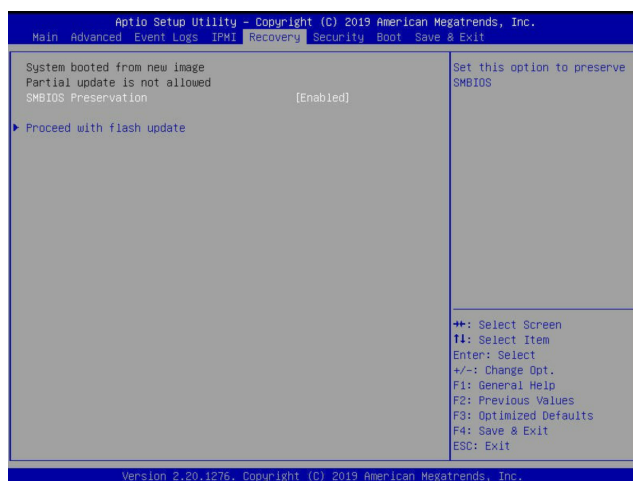 Aptio Setup Utility – Copyright (C) 2019 American Megatrends, Inc.
Main Advanced Event Logs IPMI Recovery Security Boot Save & Exit
System booted from new image
Partial update is not allowed
SMBIOS Preservation [Enabled]
Proceed with flash update
Set this option to preserve
SMBIOS
→←: Select Screen
↑↓: Select Item
Enter: Select
+/-: Change Opt.
F1: General Help
F2: Previous Values
F3: Optimized Defaults
F4: Save & Exit
ESC: Exit
Version 2.20.1276. Copyright (C) 2019 American Megatrends, Inc.